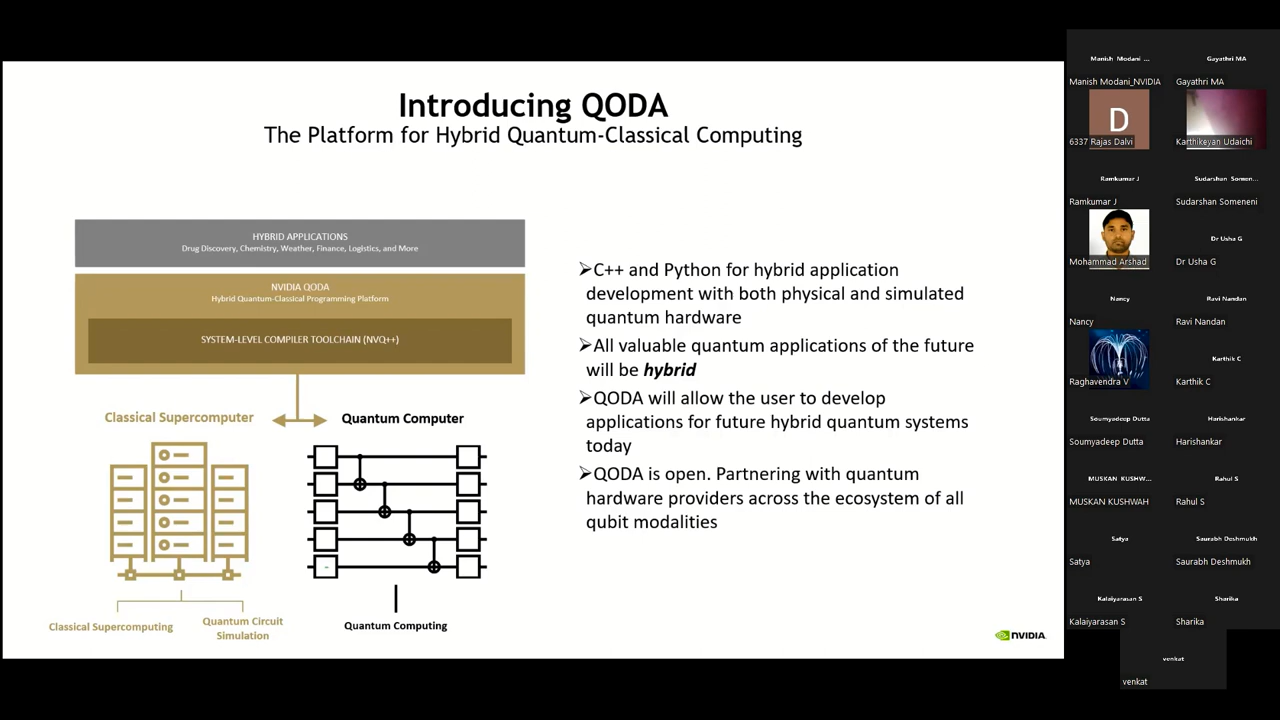 Introducing QODA
The Platform for Hybrid Quantum-Classical Computing
HYBRID APPLICATIONS
Drug Discovery, Chemistry, Weather, Finance, Logistics, and More
NVIDIA QODA
Hybrid Quantum-Classical Programming Platform
SYSTEM-LEVEL COMPILER TOOLCHAIN (NVQ++)
Classical Supercomputer
Quantum Computer
Classical Supercomputing
Quantum Circuit
Simulation
Quantum Computing
➢C++ and Python for hybrid application
development with both physical and simulated
quantum hardware
➢All valuable quantum applications of the future
will be hybrid
➢QODA will allow the user to develop
applications for future hybrid quantum systems
today
➢QODA is open. Partnering with quantum
hardware providers across the ecosystem of all
qubit modalities
NVIDIA.
Manish Modani ...
Manish Modani_NVIDIA
Gayathri MA
Gayathri MA
D
6337 Rajas Dalvi
Karthikeyan Udaichi
Ramkumar J
Ramkumar J
Sudarshan Somen...
Sudarshan Someneni
Mohammad Arshad
Dr Usha G
Dr Usha G
Nancy
Nancy
Ravi Nandan
Ravi Nandan
Raghavendra V
Karthik C
Karthik C
Soumyadeep Dutta
Soumyadeep Dutta
Harishankar
Harishankar
MUSKAN KUSHW...
MUSKAN KUSHWAH
Rahul S
Rahul S
Satya
Satya
Saurabh Deshmukh
Saurabh Deshmukh
Kalaiyarasan S
Kalaiyarasan S
Sharika
Sharika
venkat
venkat